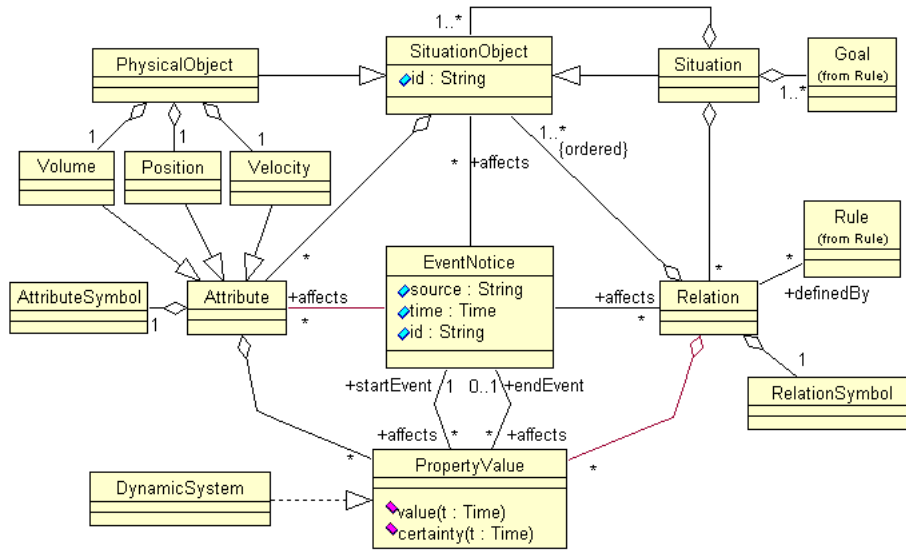 1..*
SituationObject
id : String
PhysicalObject
Situation
Goal
(from Rule)
1..*
1
1
1
Volume
Position
Velocity
*
+affects
1..*
{ordered}
Rule
(from Rule)
*
*
*
+definedBy
AttributeSymbol
1
Attribute
+affects
*
EventNotice
source : String
time : Time
id : String
+affects
*
Relation
1
RelationSymbol
+startEvent
1
0..1
+endEvent
+affects
*
*
+affects
*
*
DynamicSystem
PropertyValue
value(t : Time)
certainty(t : Time)